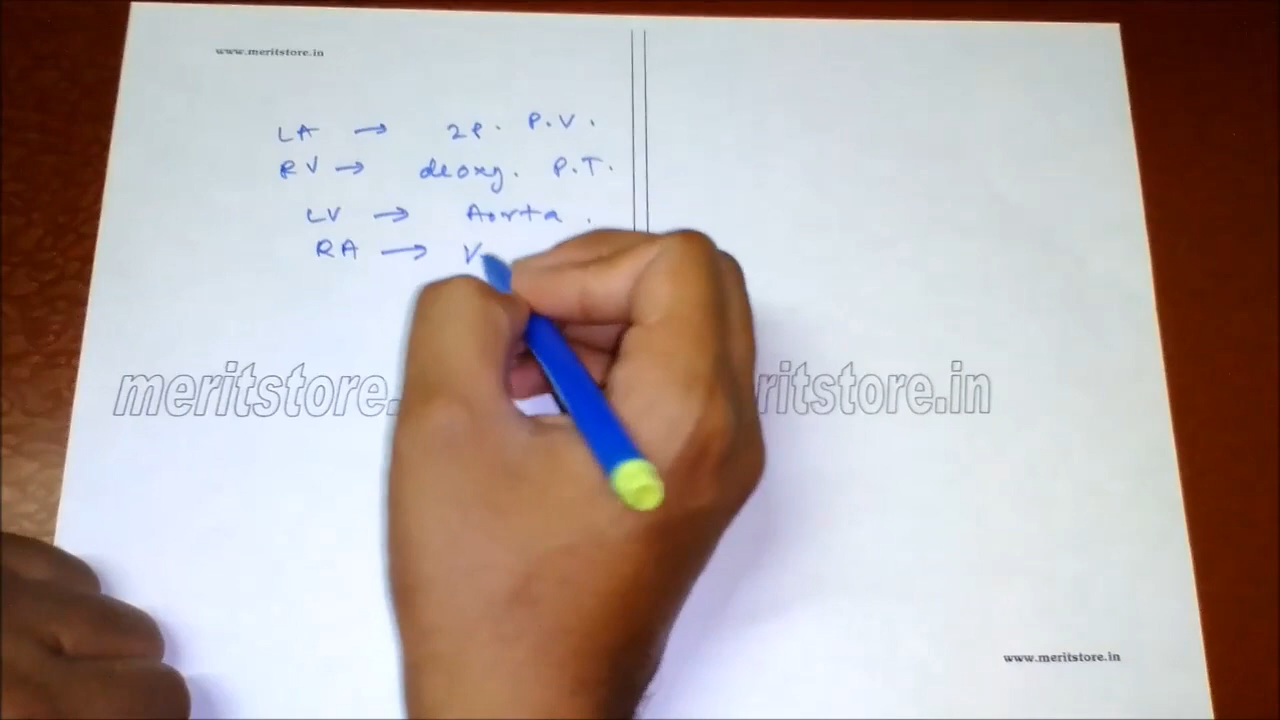 www.meritstore.in
LA → 2P. P.V.
RV → deoxy. P.T.
LV → Aorta.
RA → V
meritstore.
ritstore.in
www.meritstore.in